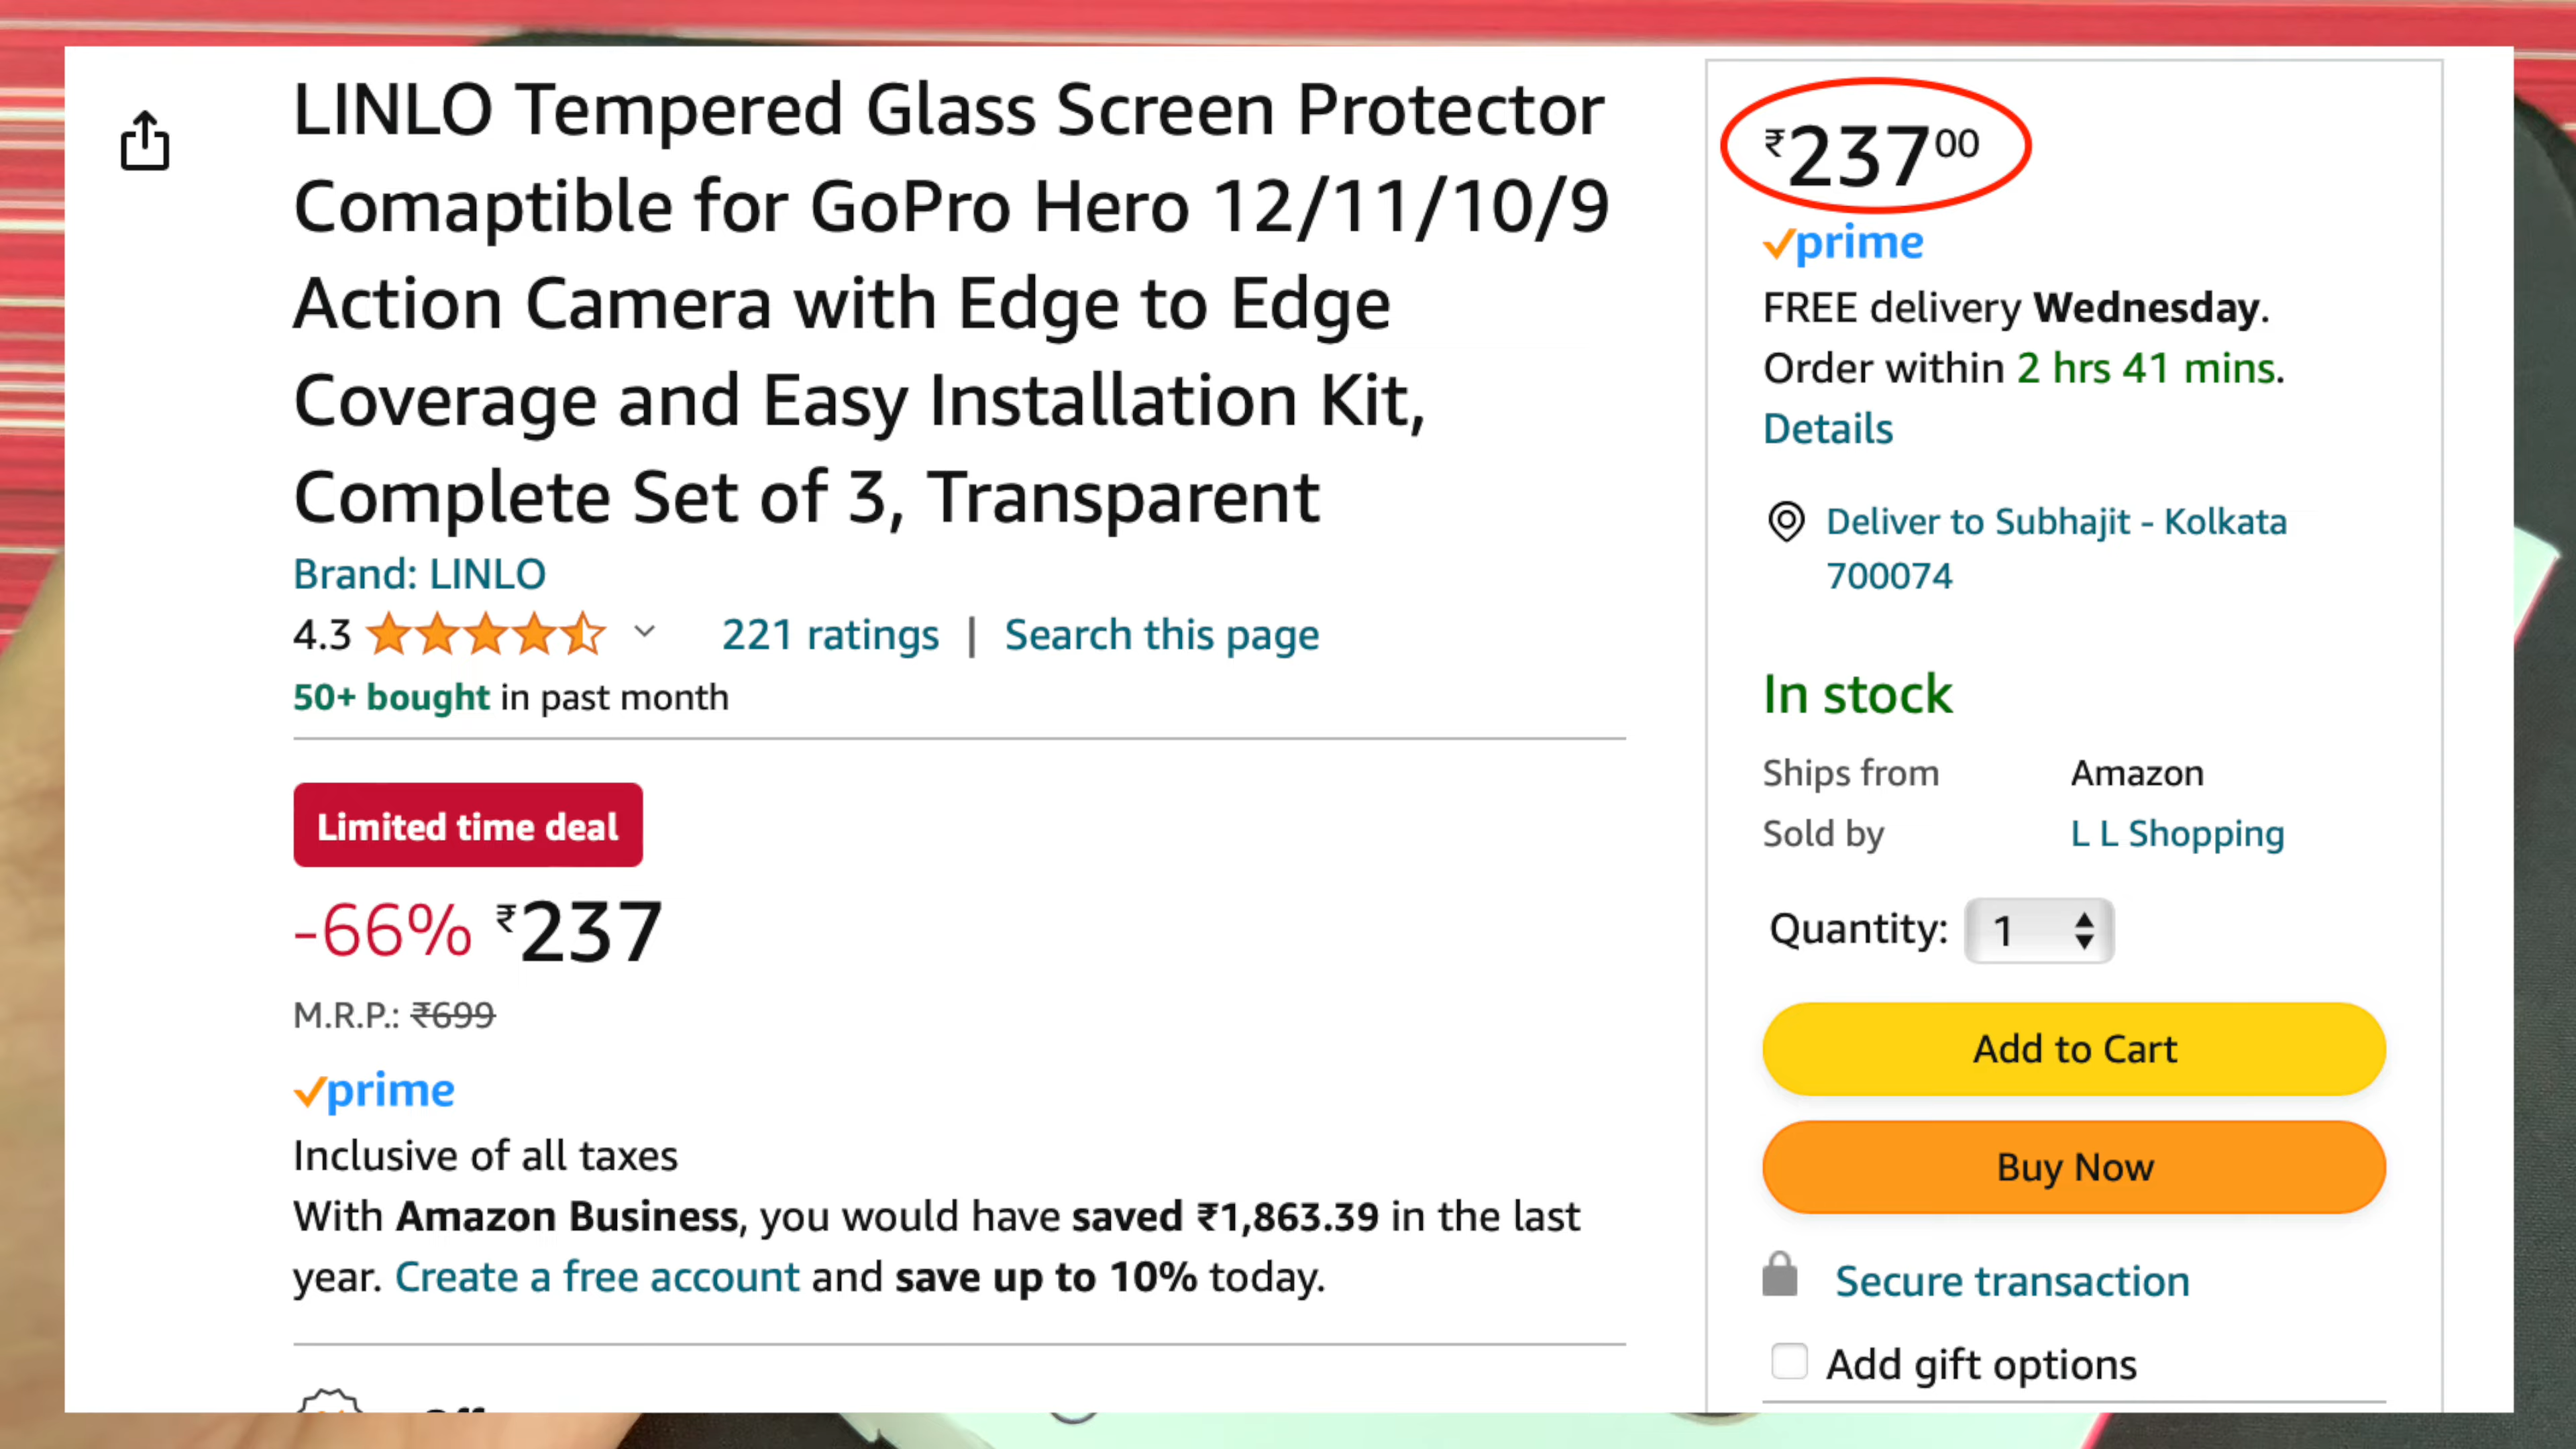 LINLO Tempered Glass Screen Protector
Comaptible for GoPro Hero 12/11/10/9
Action Camera with Edge to Edge
Coverage and Easy Installation Kit,
Complete Set of 3, Transparent
Brand: LINLO
4.3
221 ratings | Search this page
50+ bought in past month
Limited time deal
-66% ₹237
M.R.P.: ₹699
prime
Inclusive of all taxes
With Amazon Business, you would have saved ₹1,863.39 in the last
year. Create a free account and save up to 10% today.
₹237 00
prime
FREE delivery Wednesday.
Order within 2 hrs 41 mins.
Details
Deliver to Subhajit - Kolkata
700074
In stock
Ships from Amazon
Sold by L L Shopping
Quantity: 1
Add to Cart
Buy Now
Secure transaction
Add gift options